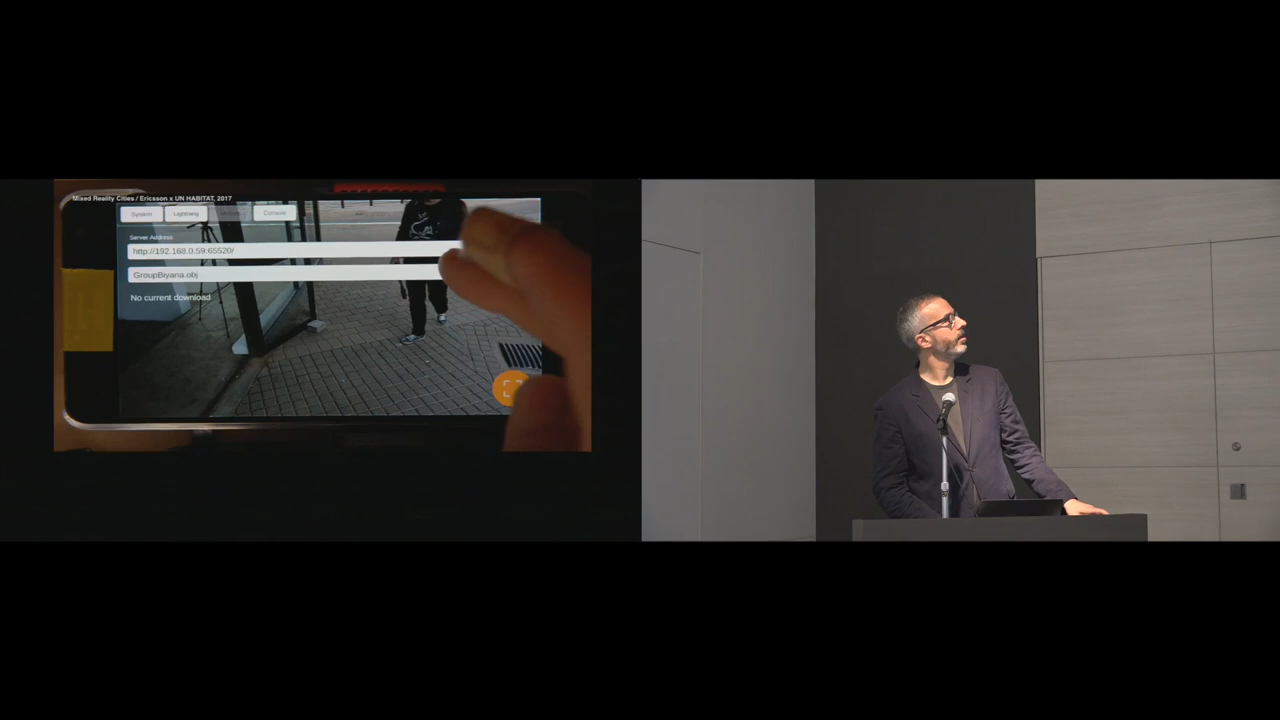 Mixed Reality Cities / Ericsson x UN HABITAT, 2017
System
Lightning
Console
Server Address
http://192.168.0.59:65520/
GroupBiyana.obj
No current download